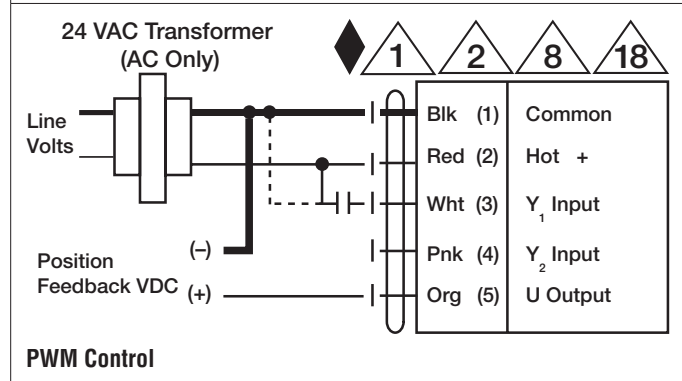 24 VAC Transformer
(AC Only)
1 2 8 18
Line
Volts
Blk (1) Common
Red (2) Hot +
Wht (3) Y1 Input
Pnk (4) Y2 Input
Org (5) U Output
Position
Feedback VDC
(–)
(+)
PWM Control